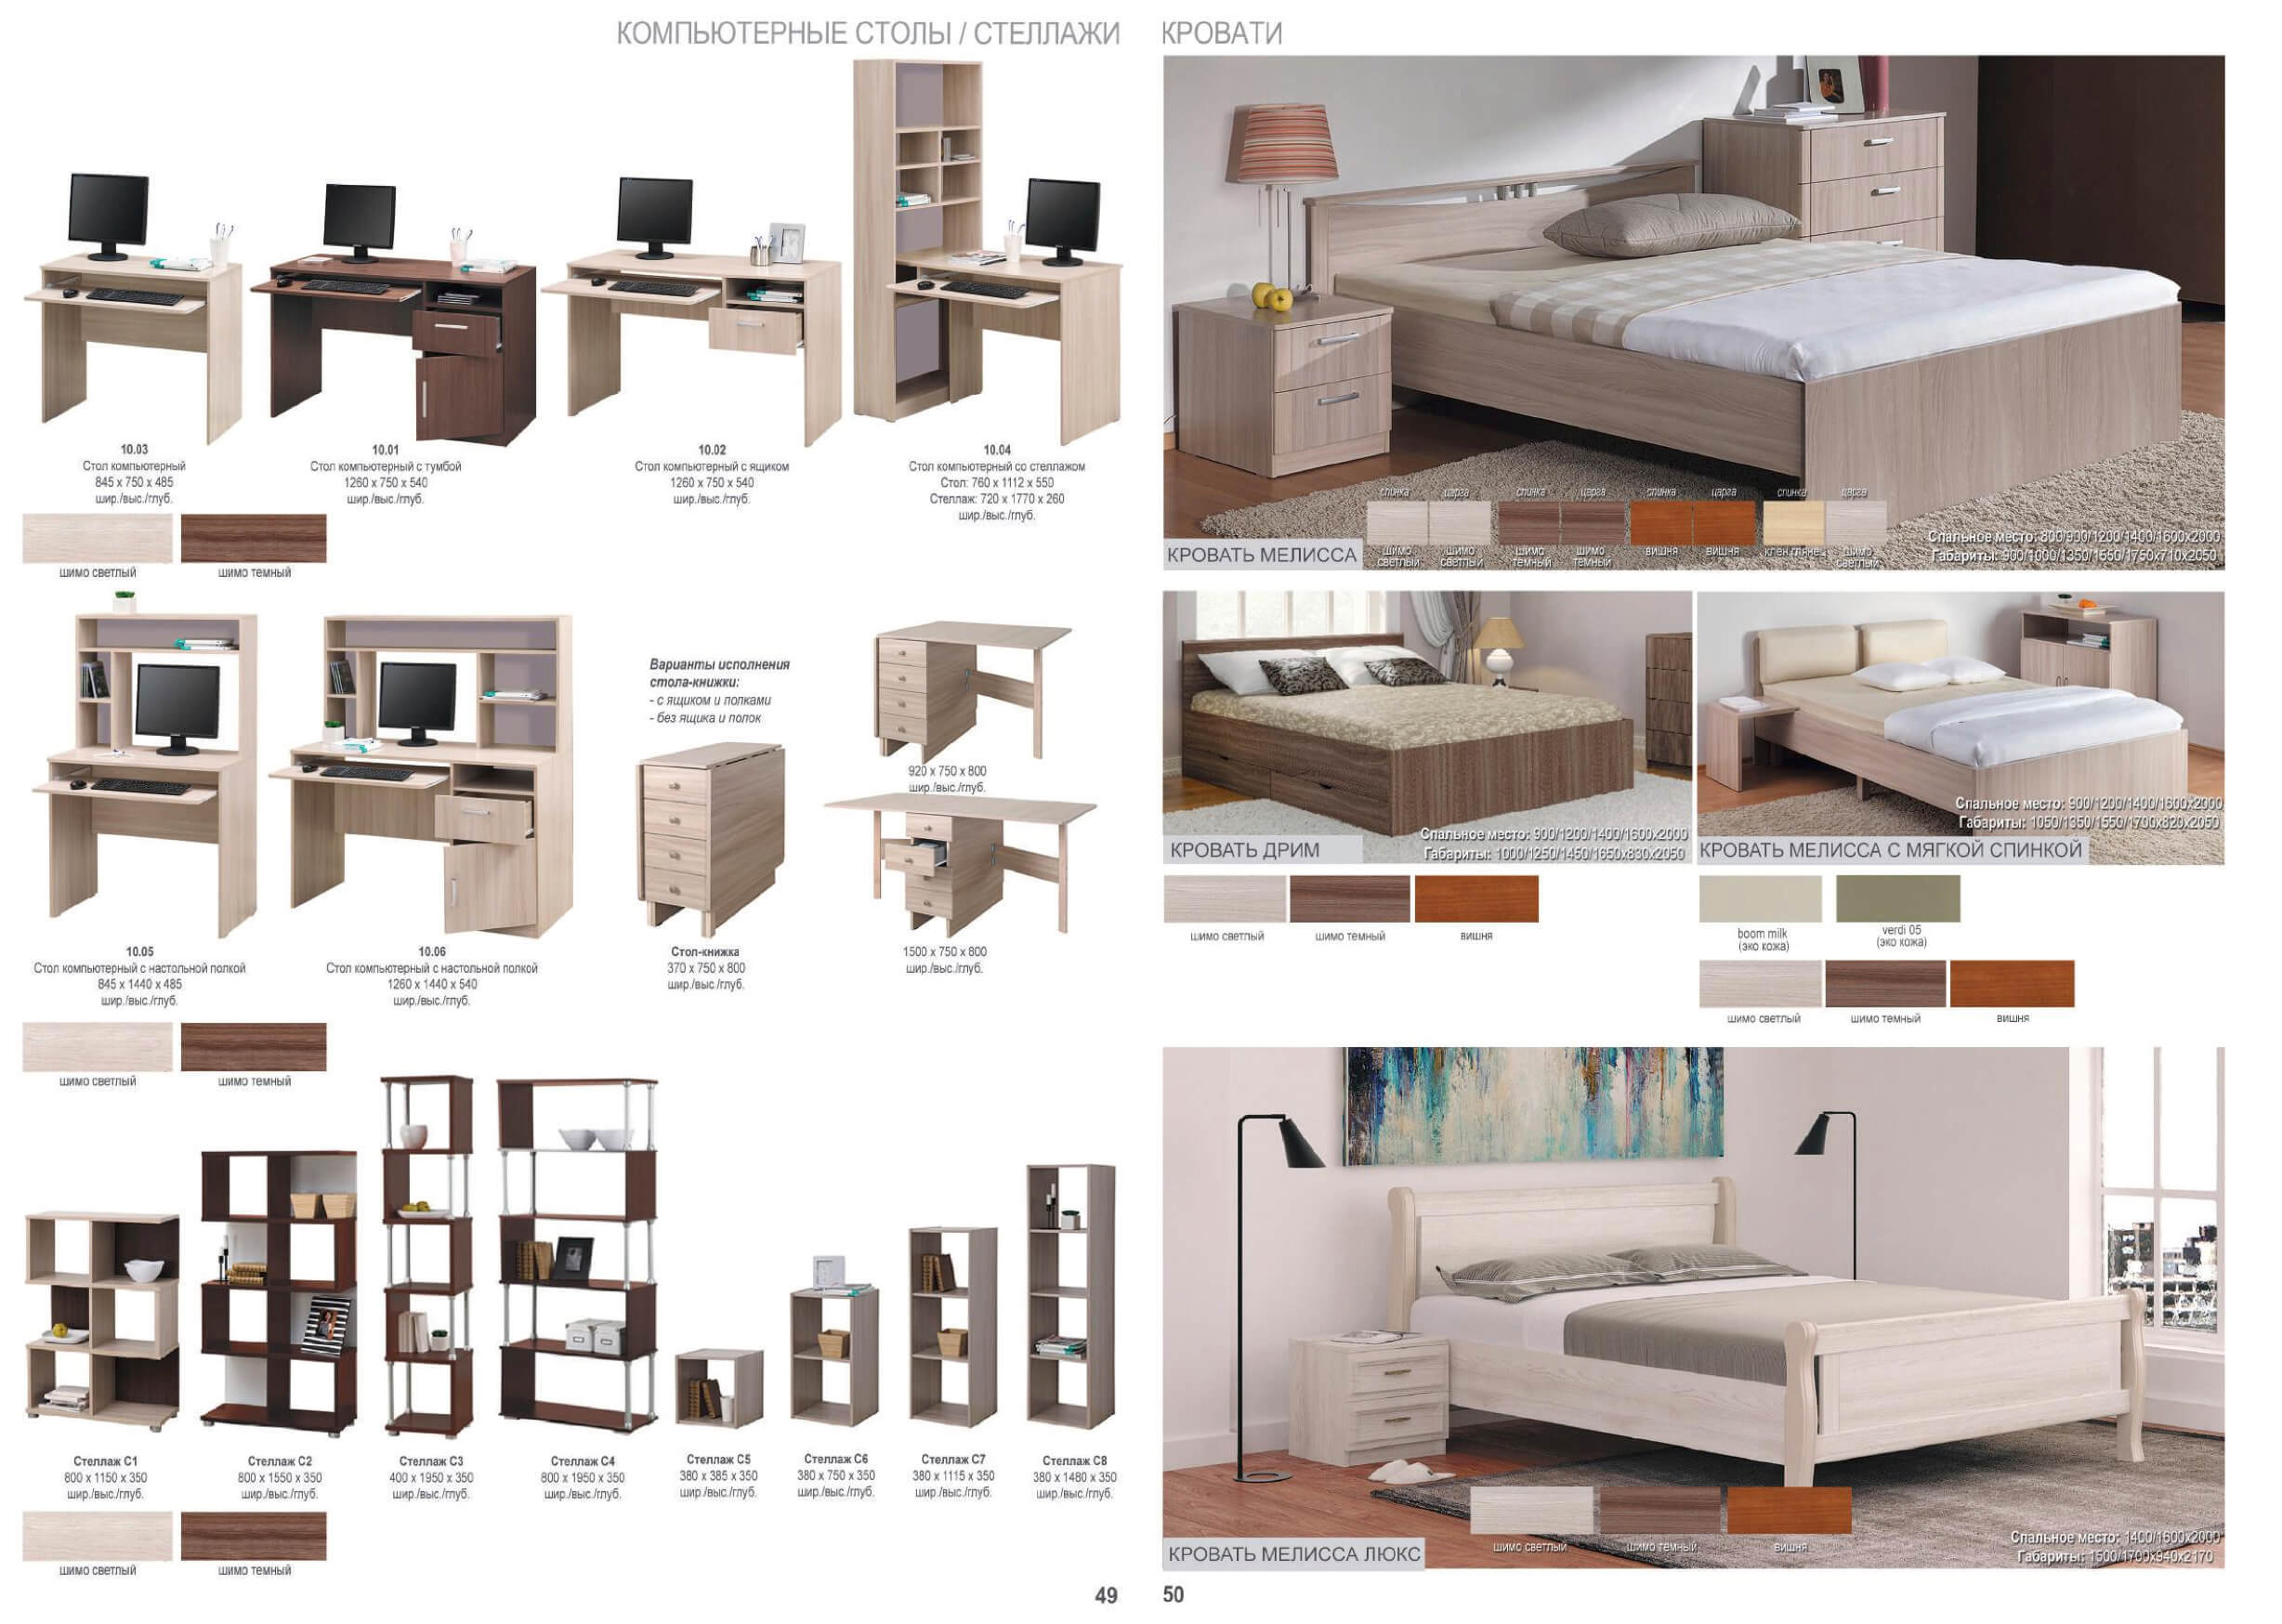 КОМПЬЮТЕРНЫЕ СТОЛЫ / СТЕЛЛАЖИ
10.03
Стол компьютерный
845 x 750 x 485
шир./выс./глуб.
10.01
Стол компьютерный с тумбой
1260 x 750 x 540
шир./выс./глуб.
10.02
Стол компьютерный с ящиком
1260 x 750 x 540
шир./выс./глуб.
10.04
Стол компьютерный со стеллажом
Стол: 760 x 1112 x 550
Стеллаж: 720 x 1770 x 260
шир./выс./глуб.
шимо светлый
шимо темный
Варианты исполнения
стола-книжки:
- с ящиком и полками
- без ящика и полок
920 x 750 x 800
шир./выс./глуб.
10.05
Стол компьютерный с настольной полкой
845 x 1440 x 485
шир./выс./глуб.
10.06
Стол компьютерный с настольной полкой
1260 x 1440 x 540
шир./выс./глуб.
Стол-книжка
370 x 750 x 800
шир./выс./глуб.
1500 x 750 x 800
шир./выс./глуб.
шимо светлый
шимо темный
Стеллаж С1
800 x 1150 x 350
шир./выс./глуб.
Стеллаж С2
800 x 1550 x 350
шир./выс./глуб.
Стеллаж С3
400 x 1950 x 350
шир./выс./глуб.
Стеллаж С4
800 x 1950 x 350
шир./выс./глуб.
Стеллаж С5
380 x 385 x 350
шир./выс./глуб.
Стеллаж С6
380 x 750 x 350
шир./выс./глуб.
Стеллаж С7
380 x 1115 x 350
шир./выс./глуб.
Стеллаж С8
380 x 1480 x 350
шир./выс./глуб.
шимо светлый
шимо темный
49
КРОВАТИ
спинка царга спинка царга спинка царга спинка царга
шимо светлый
шимо светлый
шимо темный
шимо темный
вишня
вишня
клен глянец
шимо светлый
КРОВАТЬ МЕЛИССА
Спальное место: 800/900/1200/1400/1600x2000
Габариты: 900/1000/1350/1550/1750x710x2050
КРОВАТЬ ДРИМ
Спальное место: 900/1200/1400/1600x2000
Габариты: 1000/1250/1450/1650x830x2050
шимо светлый
шимо темный
вишня
Спальное место: 900/1200/1400/1600x2000
Габариты: 1050/1350/1550/1700x820x2050
КРОВАТЬ МЕЛИССА С МЯГКОЙ СПИНКОЙ
boom milk
(эко кожа)
verdi 05
(эко кожа)
шимо светлый
шимо темный
вишня
КРОВАТЬ МЕЛИССА ЛЮКС
шимо светлый
шимо темный
вишня
Спальное место: 1400/1600x2000
Габариты: 1500/1700x940x2170
50